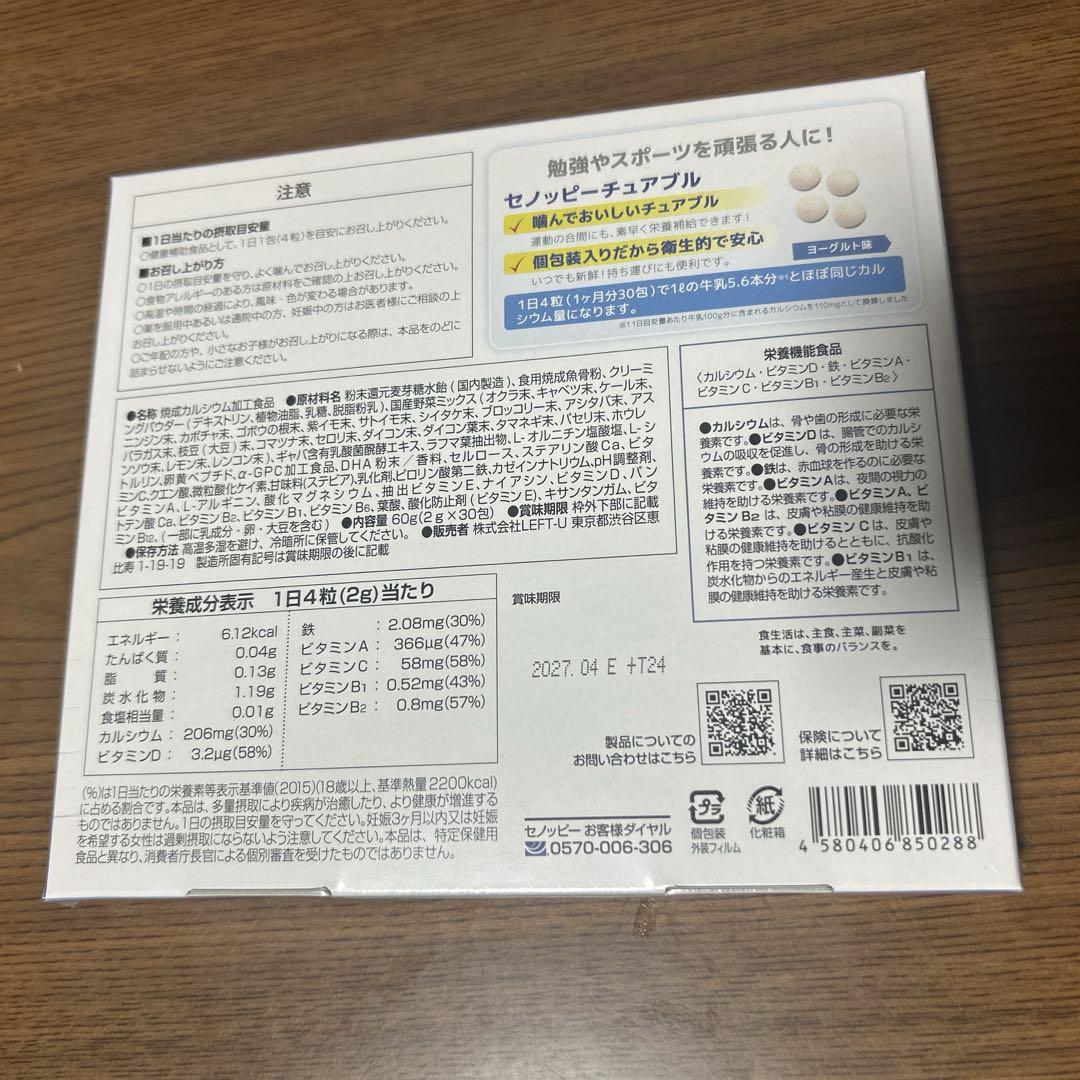 注意
■1日当たりの摂取目安量
○健康補助食品として、1日1包(4粒)を目安にお召し上がりください。
■お召し上がり方
○1日の摂取目安量を守り、よく噛んでお召し上がりください。
○食物アレルギーのある方は原材料をご確認の上お召し上がりください。
○高温や時間の経過により、風味・色が変わる場合があります。
○薬を服用中あるいは通院中の方、妊娠中の方はお医者様にご相談の上
お召し上がりください。
○ご年配の方や、小さなお子様がお召し上がりになる際は、本品をのどに
詰まらせないようにご注意ください。
勉強やスポーツを頑張る人に!
セノッピーチュアブル
噛んでおいしいチュアブル
運動の合間にも、素早く栄養補給できます!
個包装入りだから衛生的で安心
いつでも新鮮!持ち運びにも便利です。
ヨーグルト味
1日4粒(1ヶ月分30包)で1ℓの牛乳5.6本分※1とほぼ同じカル
シウム量になります。
※1 1日目安量あたり牛乳100g分に含まれるカルシウムを110mgとして換算しました
●名称 焼成カルシウム加工食品 ●原材料名 粉末還元麦芽糖水飴(国内製造)、食用焼成魚骨粉、クリーミ
ングパウダー(デキストリン、植物油脂、乳糖、脱脂粉乳)、国産野菜ミックス(オクラ末、キャベツ末、ケール末、
ニンジン末、カボチャ末、ゴボウの根末、紫イモ末、サトイモ末、シイタケ末、ブロッコリー末、アシタバ末、アス
パラガス末、枝豆(大豆)末、コマツナ末、セロリ末、ダイコン末、ダイコン葉末、タマネギ末、パセリ末、ホウレ
ンソウ末、レモン末、レンコン末)、ギャバ含有乳酸菌醗酵エキス、ラフマ葉抽出物、L-オルニチン塩酸塩、L-シ
トルリン、卵黄ペプチド、α-GPC加工食品、DHA粉末/香料、セルロース、ステアリン酸Ca、ビタ
ミンC、クエン酸、微粒酸化ケイ素、甘味料(ステビア)、乳化剤、ピロリン酸第二鉄、カゼインナトリウム、pH調整剤、
ビタミンA、L-アルギニン、酸化マグネシウム、抽出ビタミンE、ナイアシン、ビタミンD、パン
トテン酸Ca、ビタミンB2、ビタミンB1、ビタミンB6、葉酸、酸化防止剤(ビタミンE)、キサンタンガム、ビタ
ミンB12、(一部に乳成分・卵・大豆を含む) ●内容量 60g(2g×30包) ●賞味期限 枠外下部に記載
●保存方法 高温多湿を避け、冷暗所に保管してください。 ●販売者 株式会社LEFT-U 東京都渋谷区恵
比寿1-19-19 製造所固有記号は賞味期限の後に記載
栄養機能食品
〈カルシウム・ビタミンD・鉄・ビタミンA・
ビタミンC・ビタミンB1・ビタミンB2〉
●カルシウムは、骨や歯の形成に必要な栄
養素です。●ビタミンDは、腸管でのカルシ
ウムの吸収を促進し、骨の形成を助ける栄
養素です。●鉄は、赤血球を作るのに必要な
栄養素です。●ビタミンAは、夜間の視力の
維持を助ける栄養素です。●ビタミンA、ビ
タミンB2は、皮膚や粘膜の健康維持を助
ける栄養素です。●ビタミンCは、皮膚や
粘膜の健康維持を助けるとともに、抗酸化
作用を持つ栄養素です。●ビタミンB1は、
炭水化物からのエネルギー産生と皮膚や粘
膜の健康維持を助ける栄養素です。
食生活は、主食、主菜、副菜を
基本に、食事のバランスを。
栄養成分表示 1日4粒(2g)当たり
エネルギー: 6.12kcal
たんぱく質: 0.04g
脂質: 0.13g
炭水化物: 1.19g
食塩相当量: 0.01g
カルシウム: 206mg(30%)
ビタミンD: 3.2μg(58%)
鉄: 2.08mg(30%)
ビタミンA: 366μg(47%)
ビタミンC: 58mg(58%)
ビタミンB1: 0.52mg(43%)
ビタミンB2: 0.8mg(57%)
(%)は1日当たりの栄養素等表示基準値(2015)(18歳以上、基準熱量2200kcal)
に占める割合です。本品は、多量摂取により疾病が治癒したり、より健康が増進する
ものではありません。1日の摂取目安量を守ってください。妊娠3ヶ月以内又は妊娠
を希望する女性は過剰摂取にならないよう注意してください。本品は、特定保健用
食品と異なり、消費者庁長官による個別審査を受けたものではありません。
賞味期限
2027.04 E +T24
製品についての
お問い合わせはこちら
保険について
詳細はこちら
セノッピー お客様ダイヤル
0570-006-306
プラ
個包装
外装フィルム
紙
化粧箱
4 580406 850288